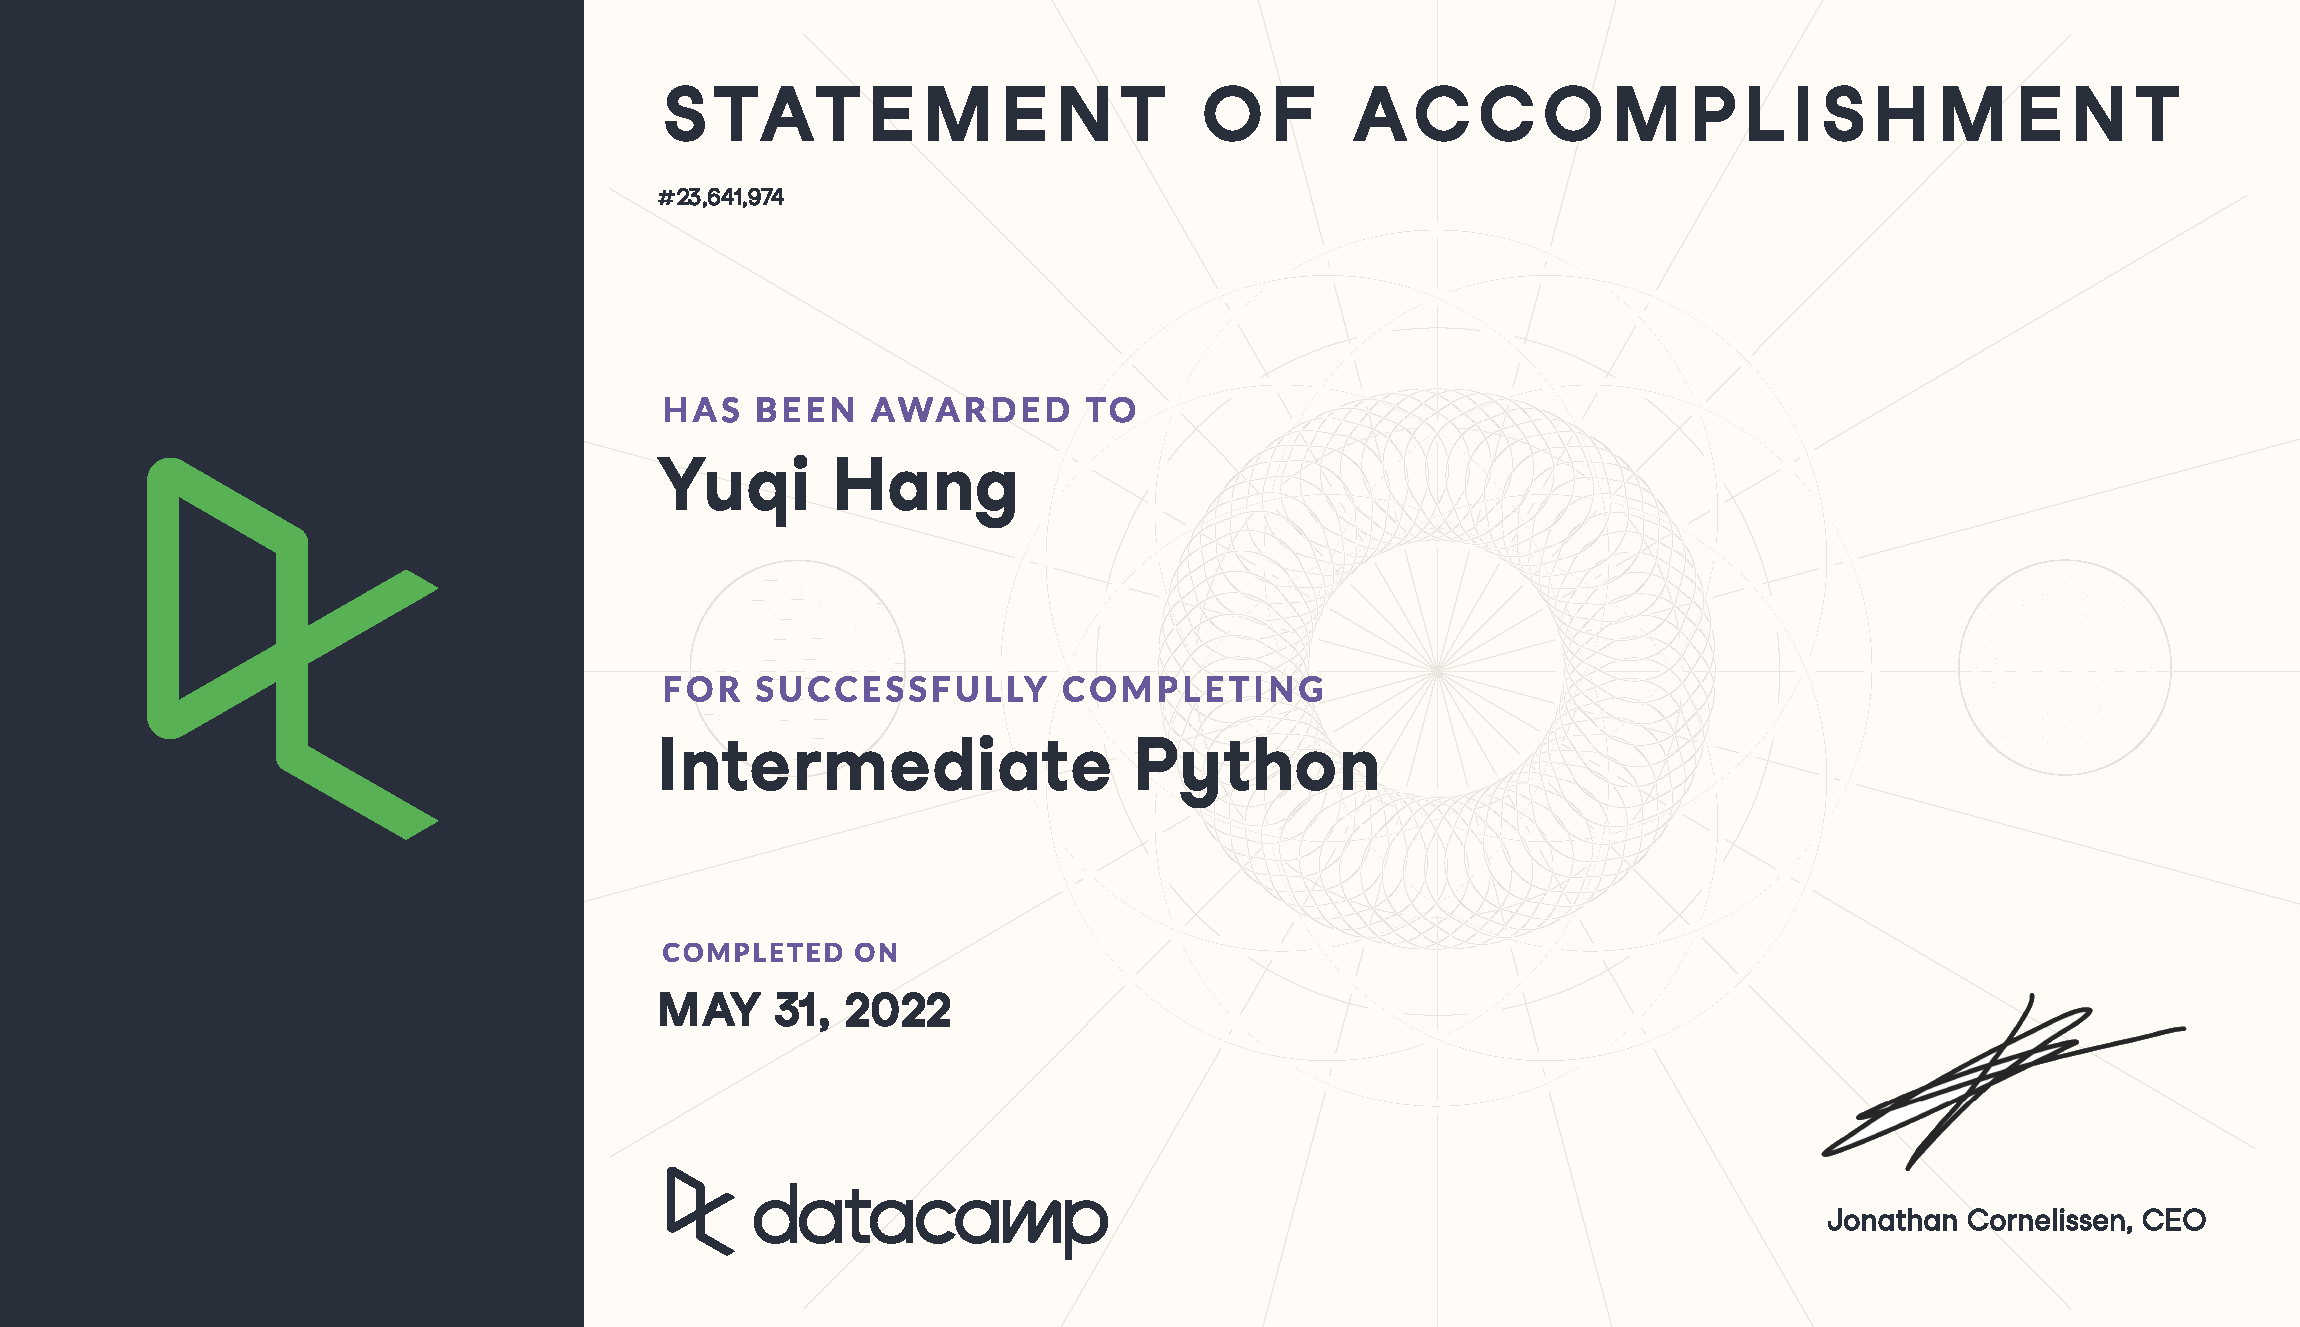 STATEMENT OF ACCOMPLISHMENT
#23,641,974
HAS BEEN AWARDED TO
Yuqi Hang
FOR SUCCESSFULLY COMPLETING
Intermediate Python
COMPLETED ON
MAY 31, 2022
datacamp
Jonathan Cornelissen, CEO